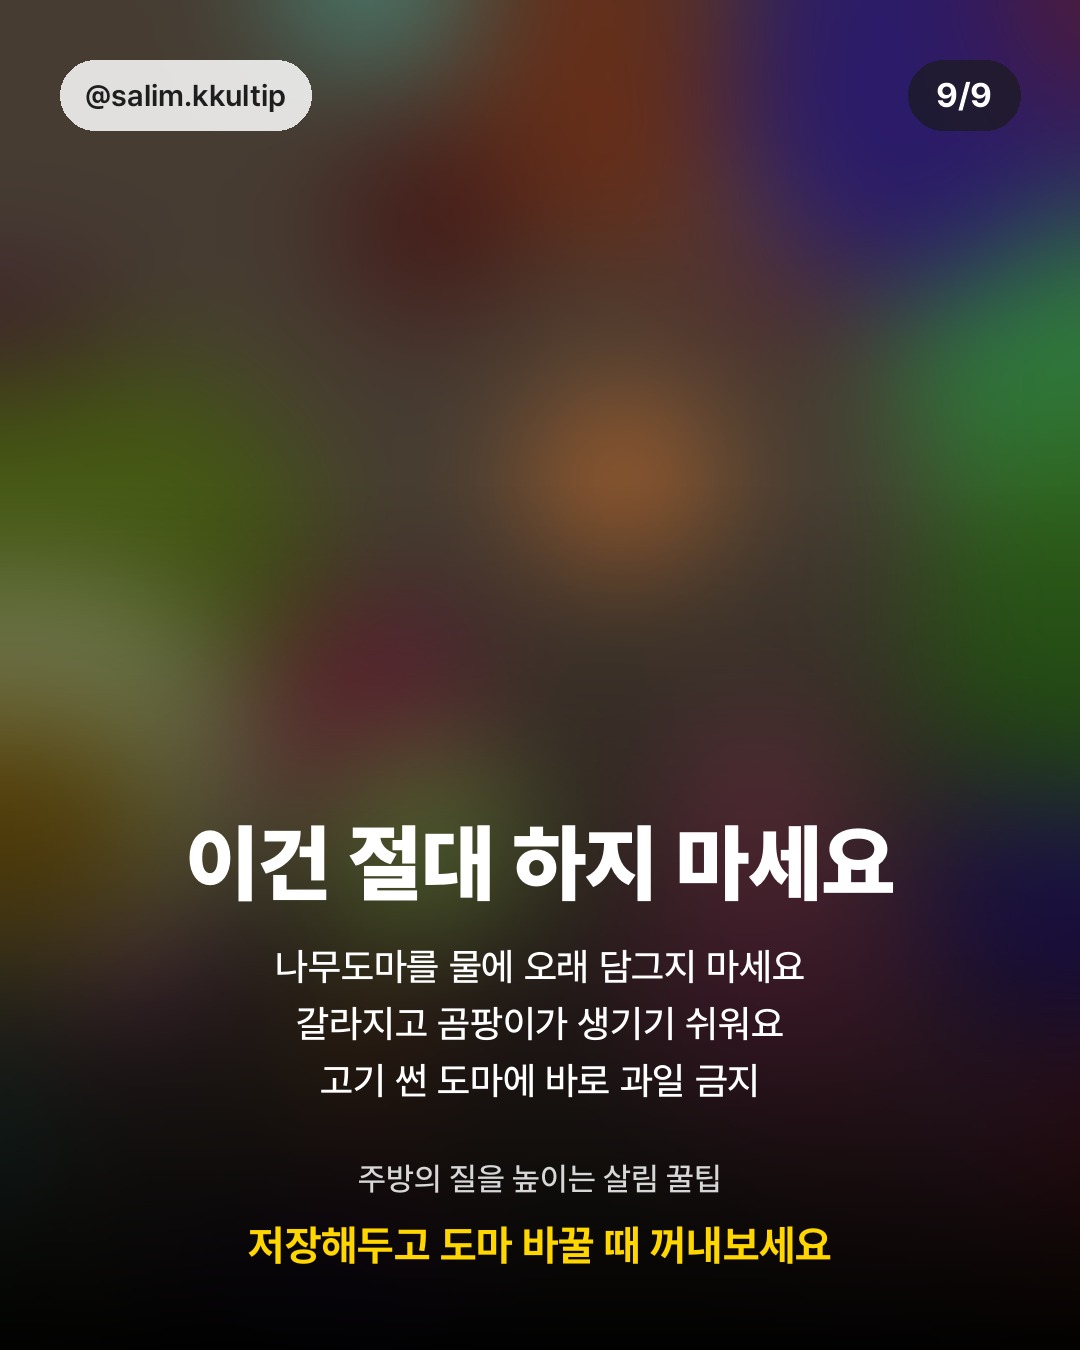 @salim.kkultip
9/9
이건 절대 하지 마세요
나무도마를 물에 오래 담그지 마세요
갈라지고 곰팡이가 생기기 쉬워요
고기 썬 도마에 바로 과일 금지
주방의 질을 높이는 살림 꿀팁
저장해두고 도마 바꿀 때 꺼내보세요